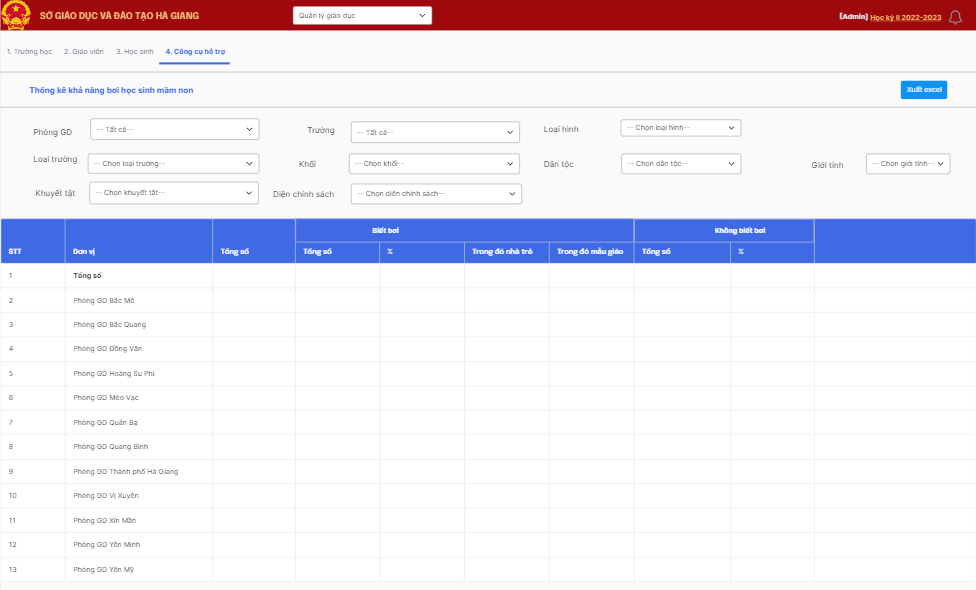 SỞ GIÁO DỤC VÀ ĐÀO TẠO HÀ GIANG
Quản lý giáo dục
[Admin] Học kỳ II 2022-2023
1. Trường học 2. Giáo viên 3. Học sinh 4. Công cụ hỗ trợ
Thống kê khả năng bơi học sinh mầm non
Xuất excel
Phòng GD -- Tất cả-- Trường -- Tất cả-- Loại hình -- Chọn loại hình--
Loại trường -- Chọn loại trường-- Khối -- Chọn khối-- Dân tộc -- Chọn dân tộc-- Giới tính -- Chọn giới tính--
Khuyết tật -- Chọn khuyết tật-- Diện chính sách -- Chọn diện chính sách--
Biết bơi Không biết bơi
STT Đơn vị Tổng số Tổng số % Trong đó nhà trẻ Trong đó mẫu giáo Tổng số %
1 Tổng số
2 Phòng GD Bắc Mê
3 Phòng GD Bắc Quang
4 Phòng GD Đồng Văn
5 Phòng GD Hoàng Su Phì
6 Phòng GD Mèo Vạc
7 Phòng GD Quản Bạ
8 Phòng GD Quang Bình
9 Phòng GD Thành phố Hà Giang
10 Phòng GD Vị Xuyên
11 Phòng GD Xín Mần
12 Phòng GD Yên Minh
13 Phòng GD Yên Mỹ